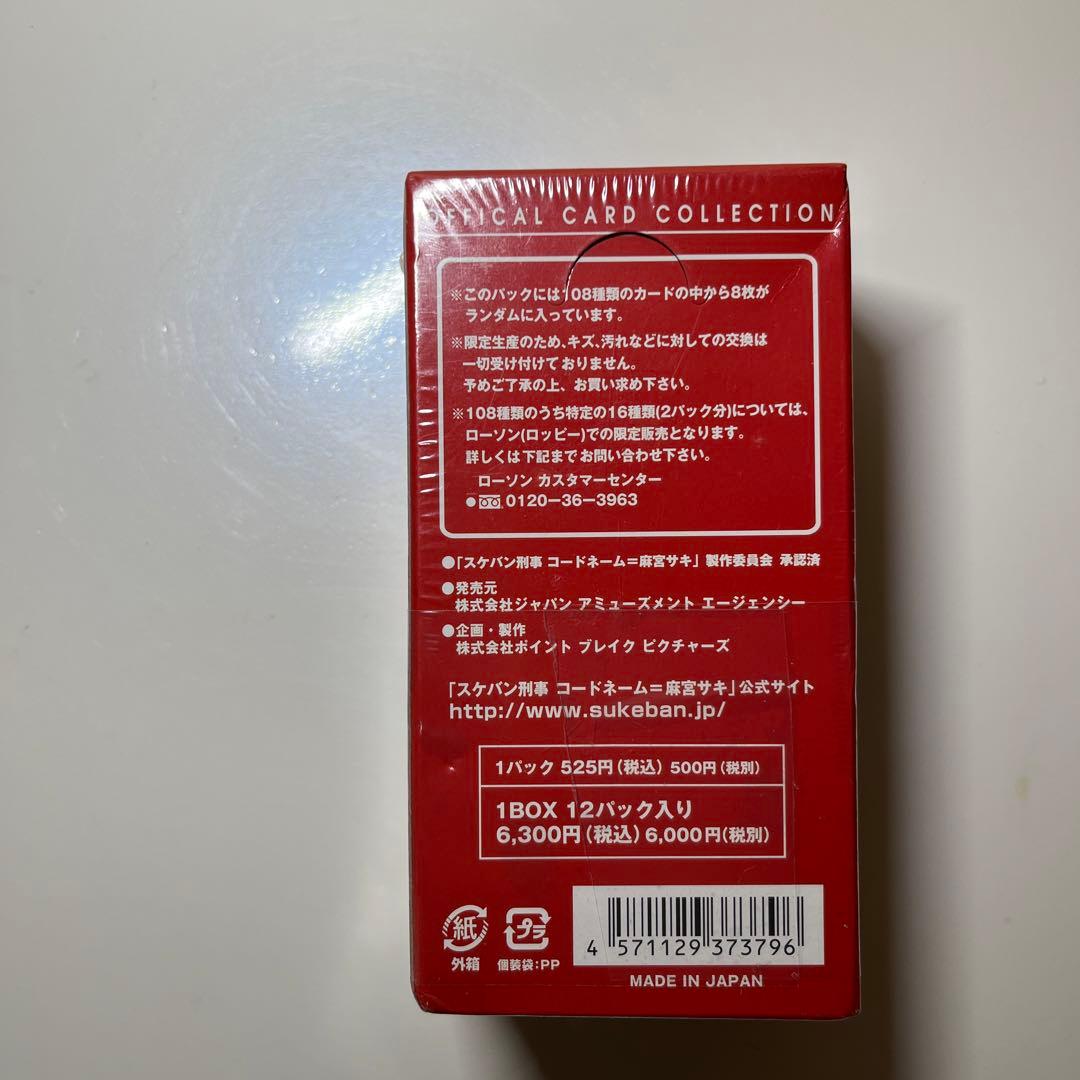 OFFICAL CARD COLLECTION
※このパックには108種類のカードの中から8枚が
ランダムに入っています。
※限定生産のため、キズ、汚れなどに対しての交換は
一切受け付けておりません。
予めご了承の上、お買い求め下さい。
※108種類のうち特定の16種類(2パック分)については、
ローソン(ロッピー)での限定販売となります。
詳しくは下記までお問い合わせ下さい。
ローソン カスタマーセンター
●0120-36-3963
●「スケバン刑事 コードネーム=麻宮サキ」製作委員会 承認済
●発売元
株式会社ジャパン アミューズメント エージェンシー
●企画・製作
株式会社ポイント ブレイク ピクチャーズ
「スケバン刑事 コードネーム=麻宮サキ」公式サイト
http://www.sukeban.jp/
1パック 525円(税込) 500円(税別)
1BOX 12パック入り
6,300円(税込) 6,000円(税別)
紙
外箱
プラ
個装袋:PP
4 571129 373796
MADE IN JAPAN